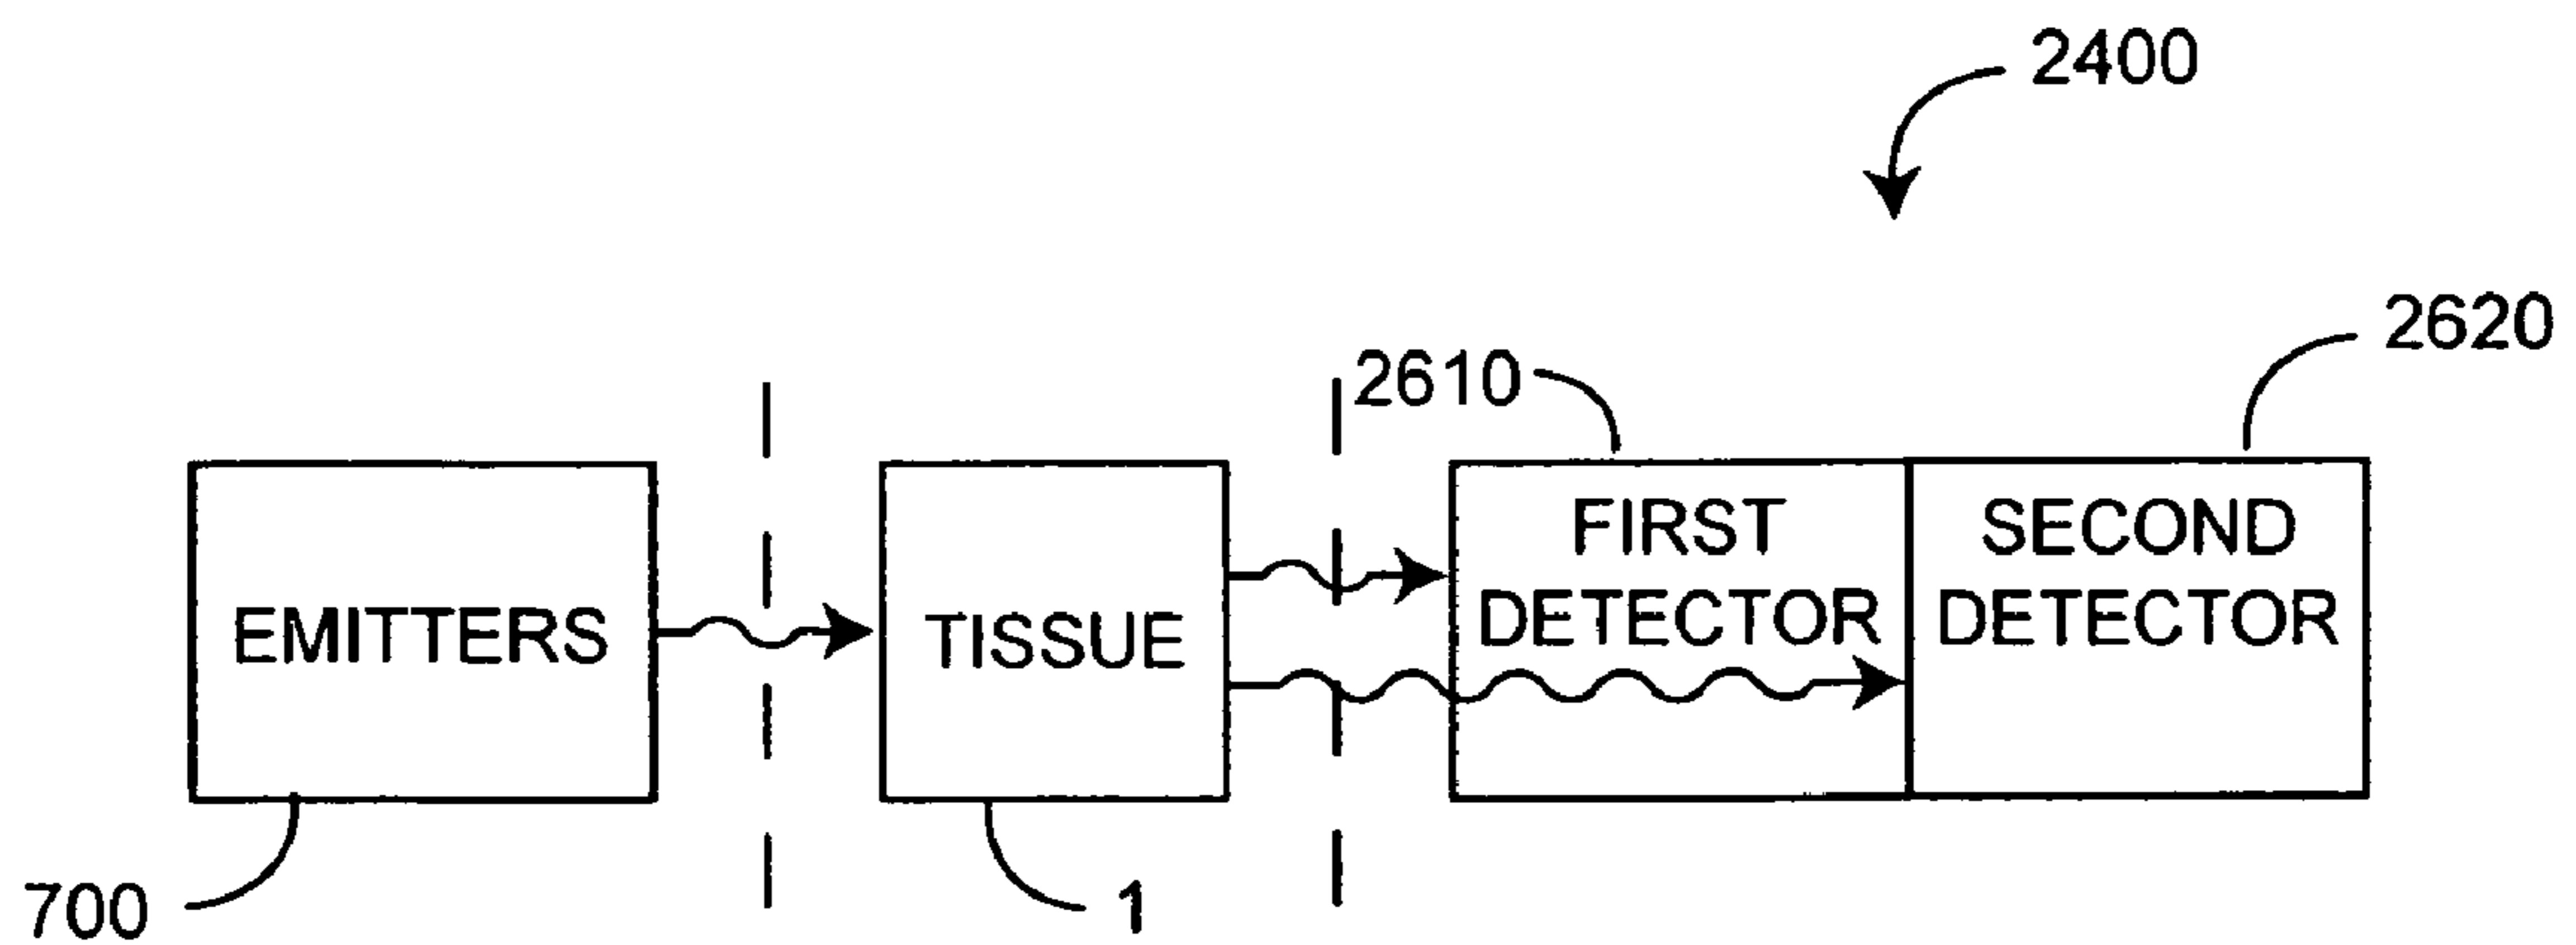 2400
2620
2610
FIRST
DETECTOR
SECOND
DETECTOR
EMITTERS
TISSUE
700
1